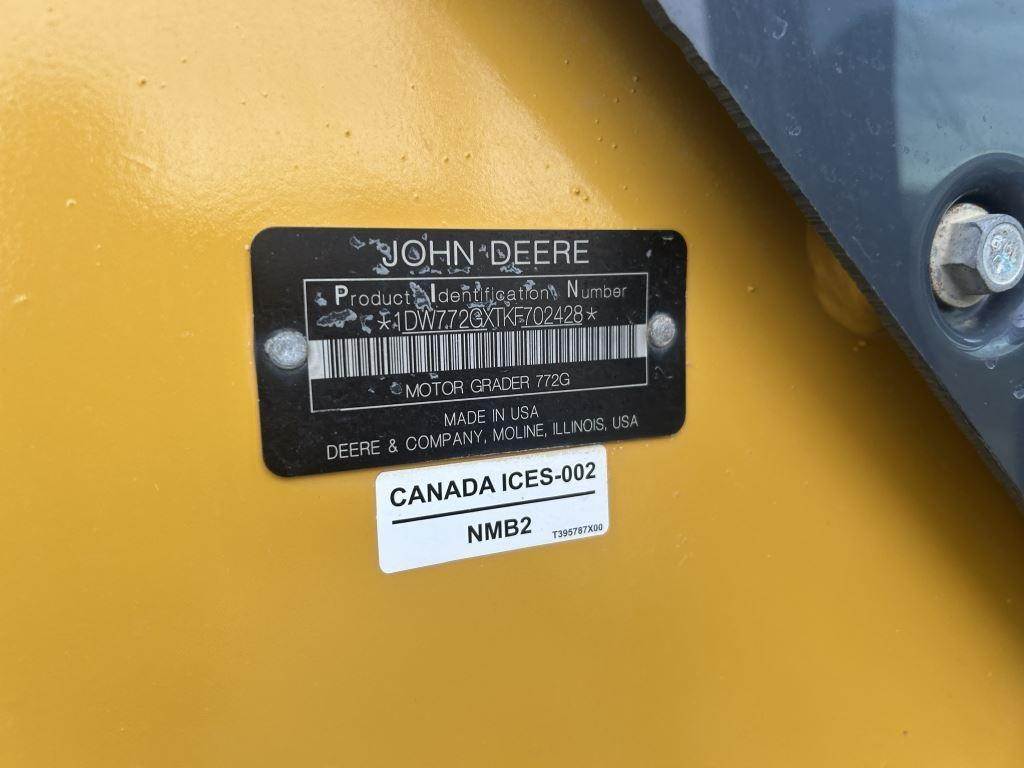 JOHN DEERE
Product Identification Number
*1DW772GXTKF702428*
MOTOR GRADER 772G
MADE IN USA
DEERE & COMPANY, MOLINE, ILLINOIS, USA
CANADA ICES-002
NMB2
T395787X00